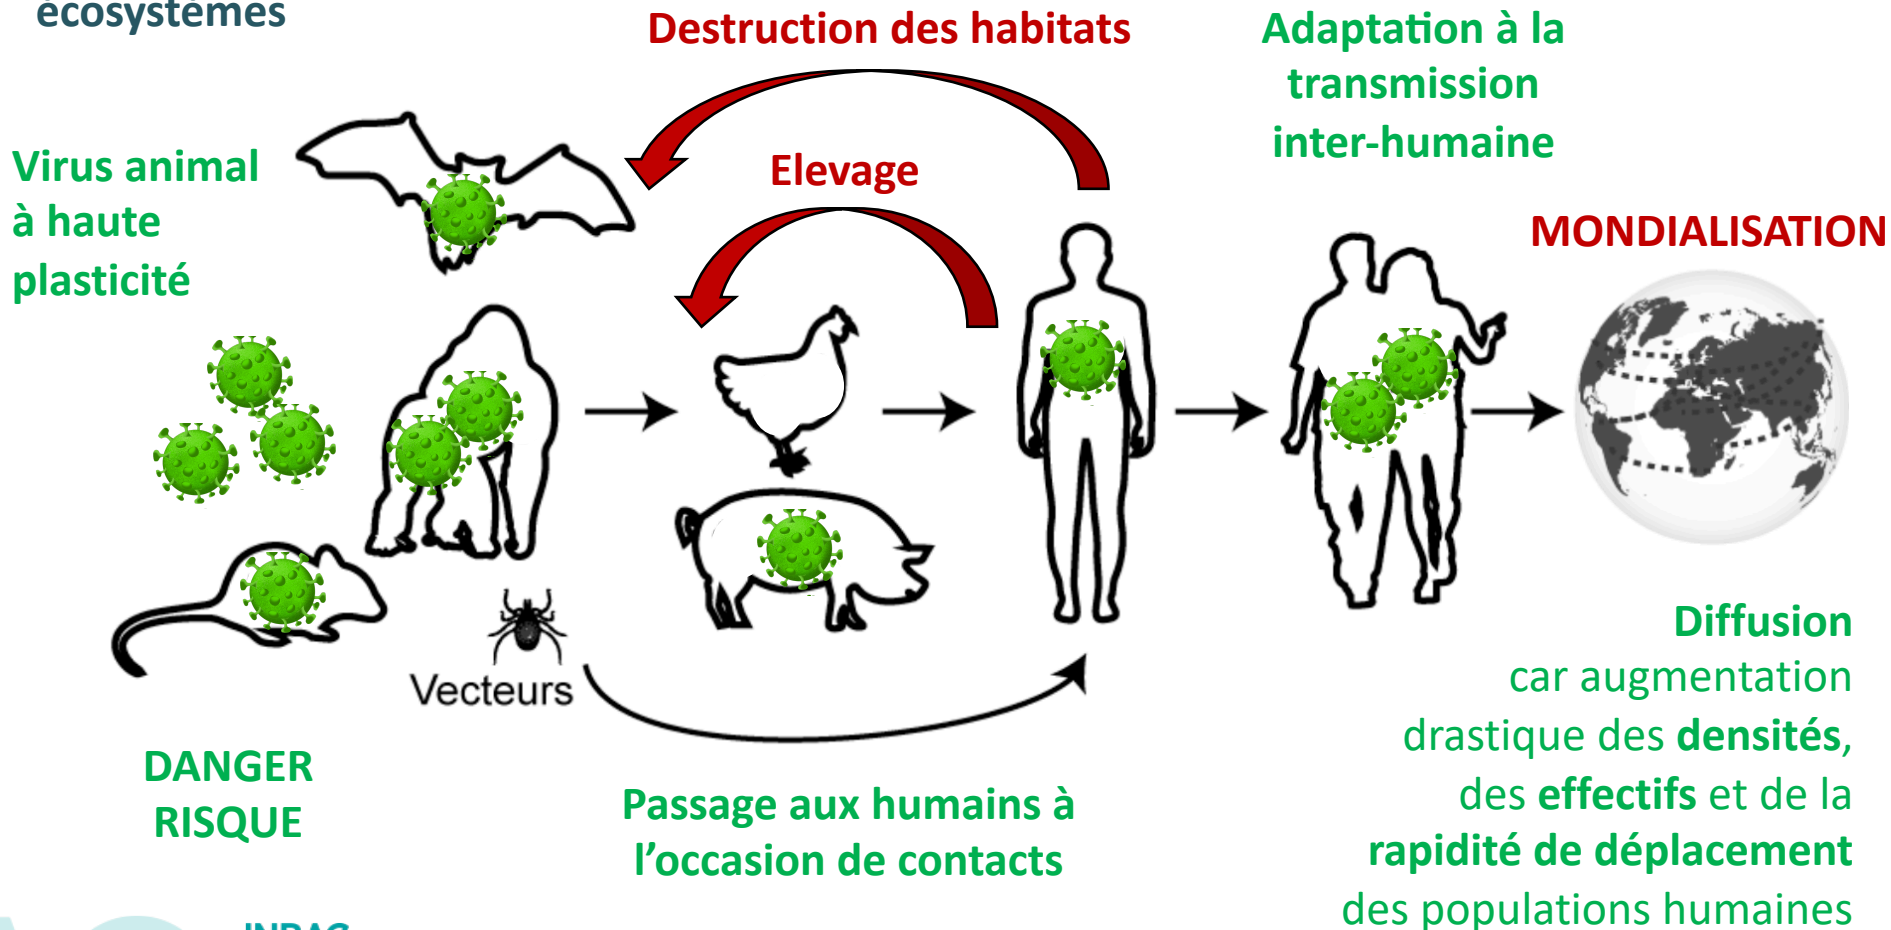 écosystèmes
Destruction des habitats
Adaptation à la
transmission
inter-humaine
Virus animal
à haute
plasticité
Elevage
MONDIALISATION
Vecteurs
DANGER
RISQUE
Passage aux humains à
l’occasion de contacts
Diffusion
car augmentation
drastique des densités,
des effectifs et de la
rapidité de déplacement
des populations humaines